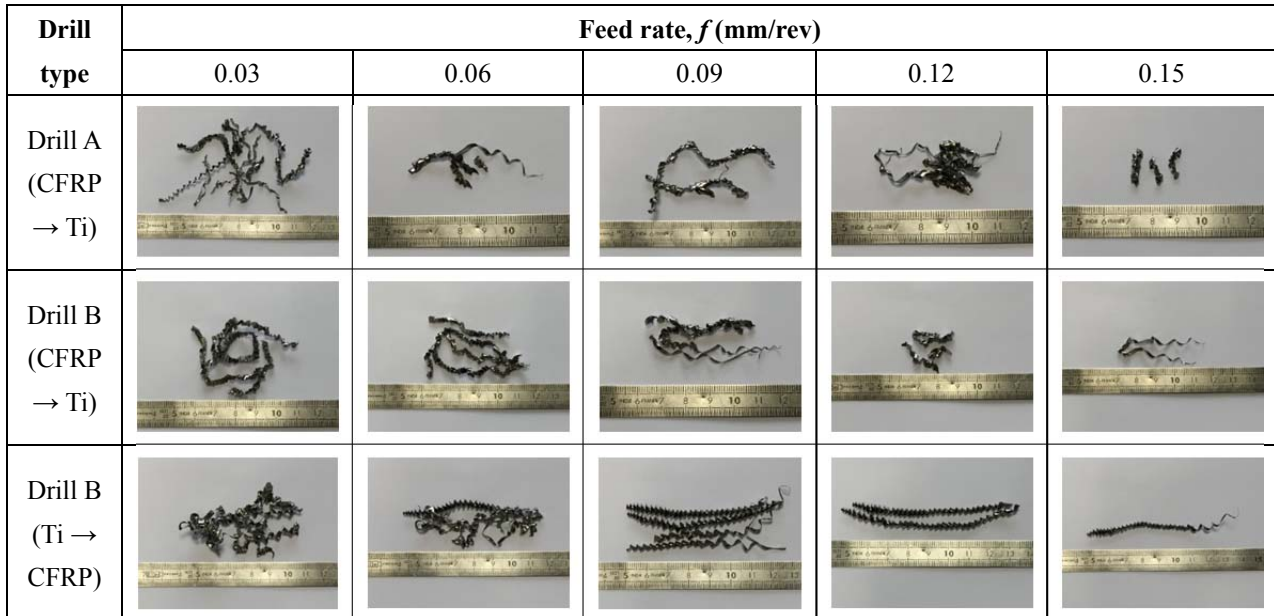 Drill type
Feed rate, f (mm/rev)
0.03 0.06 0.09 0.12 0.15
Drill A
(CFRP
→ Ti)
Drill B
(CFRP
→ Ti)
Drill B
(Ti →
CFRP)